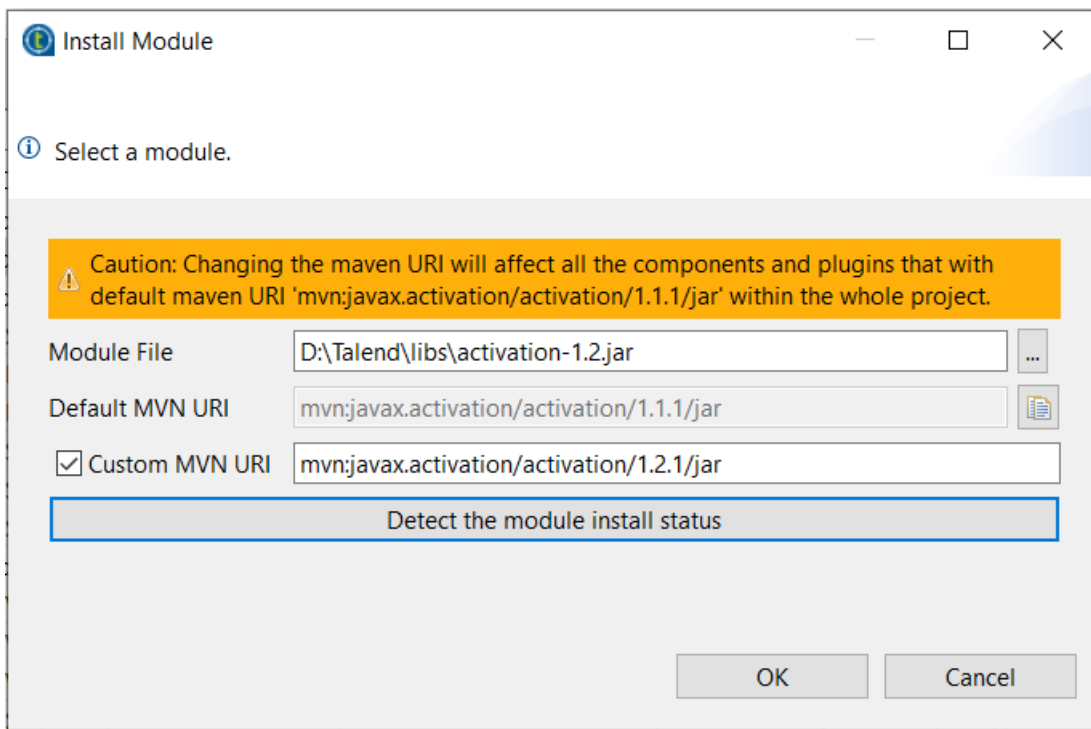 Install Module
Select a module.
Caution: Changing the maven URI will affect all the components and plugins that with
default maven URI 'mvn:javax.activation/activation/1.1.1/jar' within the whole project.
Module File D:\Talend\libs\activation-1.2.jar ...
Default MVN URI mvn:javax.activation/activation/1.1.1/jar
Custom MVN URI mvn:javax.activation/activation/1.2.1/jar
Detect the module install status
OK Cancel